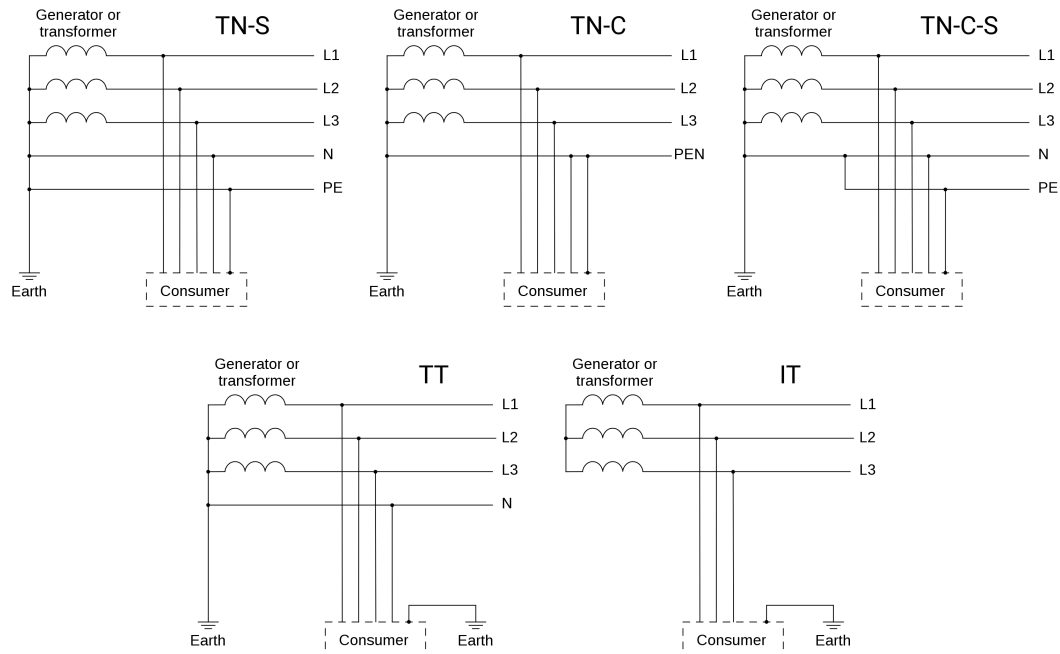 Generator or
transformer
TN-S
L1
L2
L3
N
PE
Earth
Consumer
Generator or
transformer
TN-C
L1
L2
L3
PEN
Earth
Consumer
Generator or
transformer
TN-C-S
L1
L2
L3
N
PE
Earth
Consumer
Generator or
transformer
TT
L1
L2
L3
N
Earth
Consumer
Earth
Generator or
transformer
IT
L1
L2
L3
Consumer
Earth